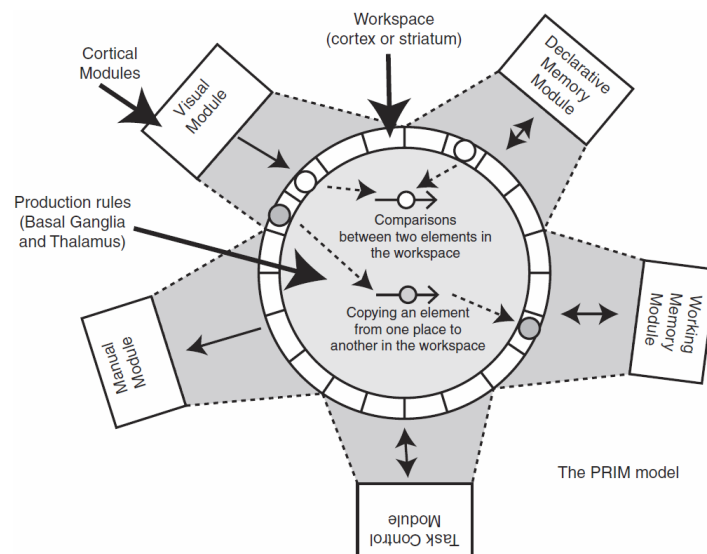 Workspace
(cortex or striatum)
Cortical
Modules
Visual
Module
Declarative
Memory
Module
Production rules
(Basal Ganglia
and Thalamus)
Comparisons
between two elements in
the workspace
Copying an element
from one place to
another in the workspace
Working
Memory
Module
Manual
Module
Task Control
Module
The PRIM model